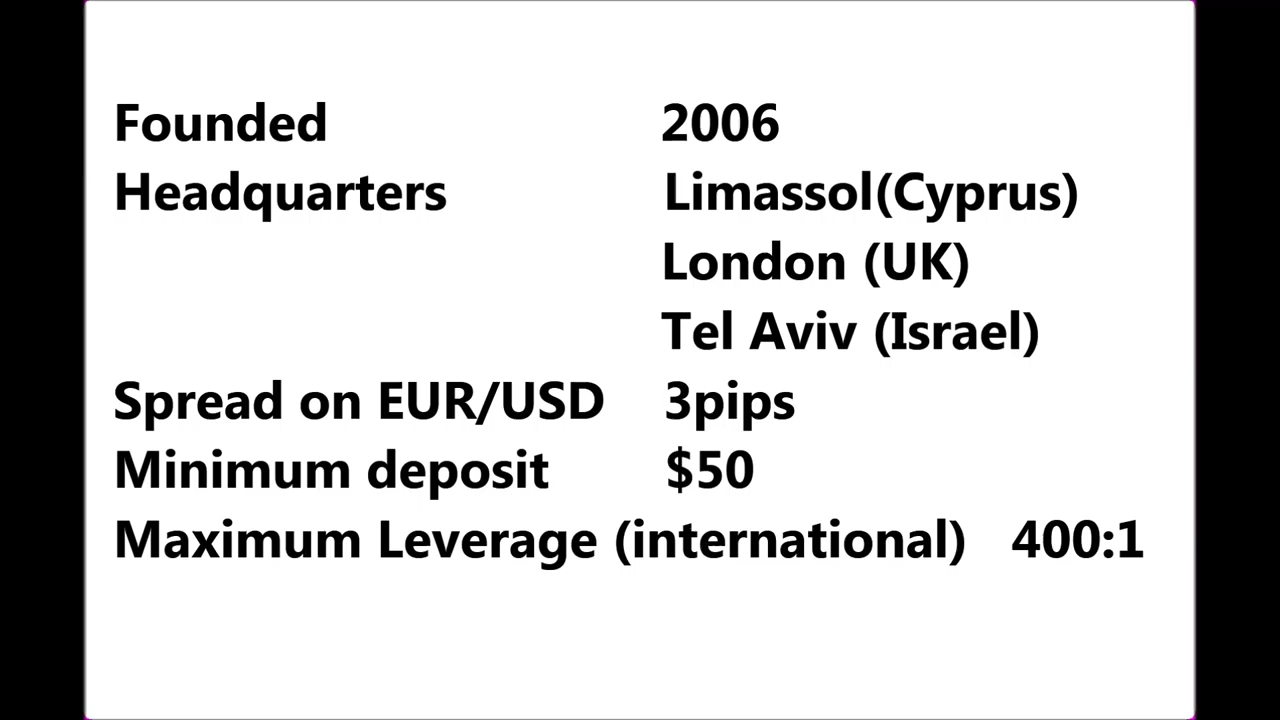 Founded 2006
Headquarters Limassol(Cyprus)
London (UK)
Tel Aviv (Israel)
Spread on EUR/USD 3pips
Minimum deposit $50
Maximum Leverage (international) 400:1